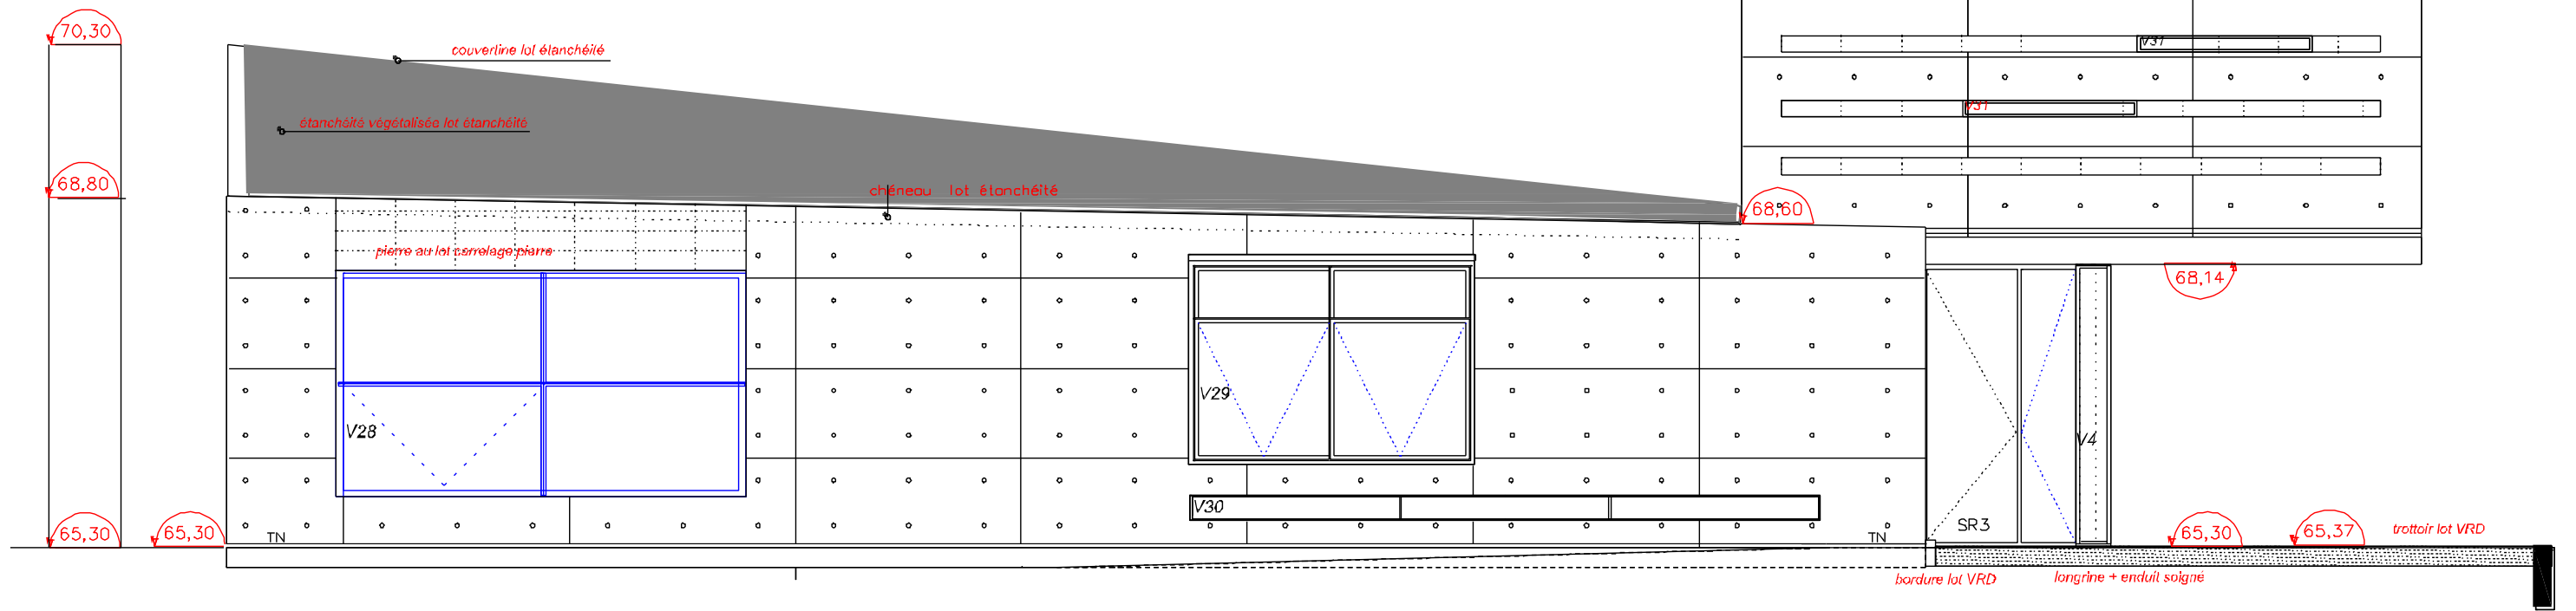 70,30
couverline lot étanchéité
V31
étanchéité végétalisée lot étanchéité
V31
68,80
chéneau lot étanchéité
68,60
pierre au lot carrelage pierre
68,14
V29
V28
V4
V30
SR3
65,30
65,30
TN
TN
65,30
65,37
trottoir lot VRD
bordure lot VRD
longrine + enduit soigné